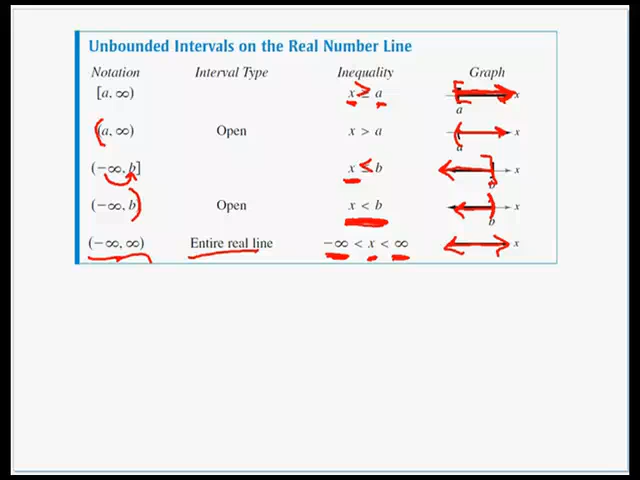 Unbounded Intervals on the Real Number Line
Notation Interval Type Inequality Graph
[a, ∞) x ≥ a x
a
(a, ∞) Open x > a x
a
(−∞, b] x ≤ b x
b
(−∞, b) Open x < b x
b
(−∞, ∞) Entire real line −∞ < x < ∞ x